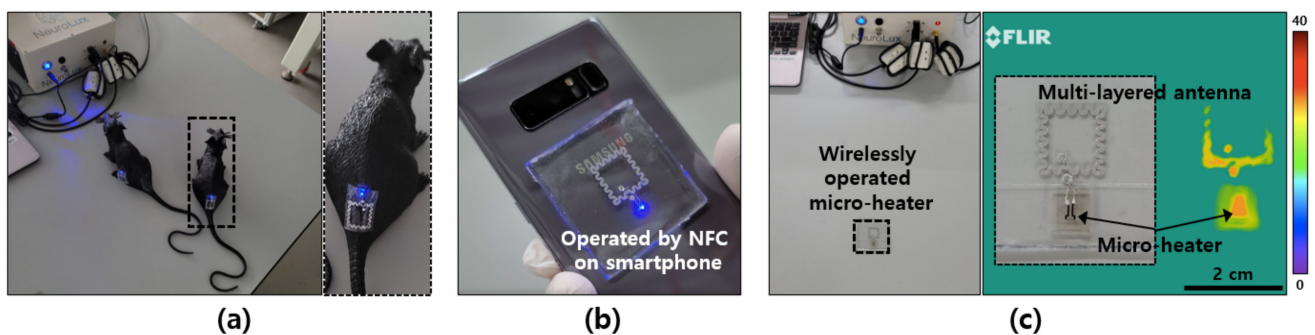 NeuroLux
NeuroLux
SAMSUNG
Operated by NFC
on smartphone
Wirelessly
operated
micro-heater
FLIR
Multi-layered antenna
Micro-heater
2 cm
40
0
(a)
(b)
(c)